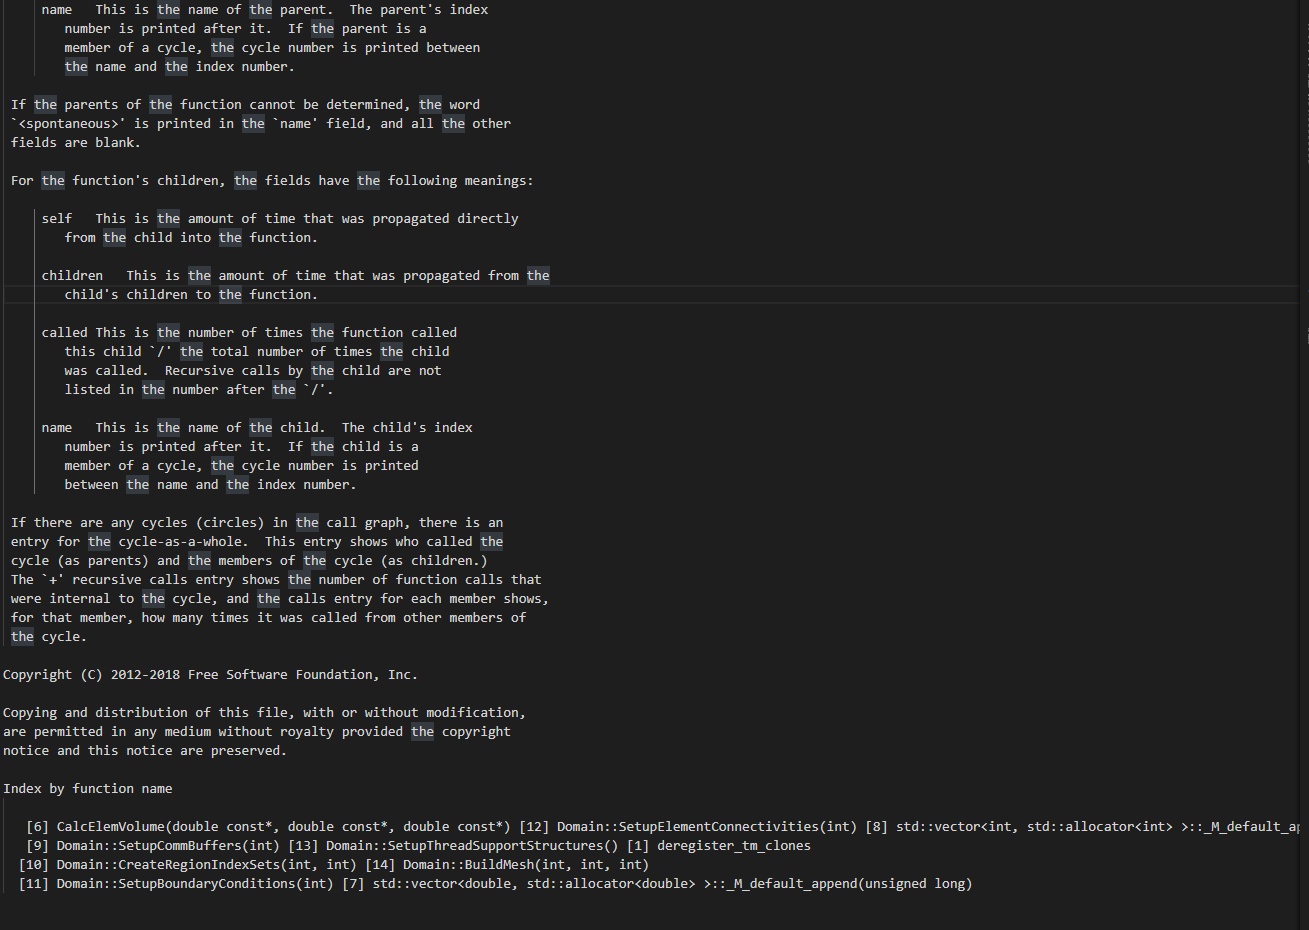 name   This is the name of the parent.  The parent's index
number is printed after it.  If the parent is a
member of a cycle, the cycle number is printed between
the name and the index number.
If the parents of the function cannot be determined, the word
`<spontaneous>' is printed in the `name' field, and all the other
fields are blank.
For the function's children, the fields have the following meanings:
self   This is the amount of time that was propagated directly
from the child into the function.
children   This is the amount of time that was propagated from the
child's children to the function.
called This is the number of times the function called
this child `/' the total number of times the child
was called.  Recursive calls by the child are not
listed in the number after the `/'.
name   This is the name of the child.  The child's index
number is printed after it.  If the child is a
member of a cycle, the cycle number is printed
between the name and the index number.
If there are any cycles (circles) in the call graph, there is an
entry for the cycle-as-a-whole.  This entry shows who called the
cycle (as parents) and the members of the cycle (as children.)
The `+' recursive calls entry shows the number of function calls that
were internal to the cycle, and the calls entry for each member shows,
for that member, how many times it was called from other members of
the cycle.
Copyright (C) 2012-2018 Free Software Foundation, Inc.
Copying and distribution of this file, with or without modification,
are permitted in any medium without royalty provided the copyright
notice and this notice are preserved.
Index by function name
[6] CalcElemVolume(double const*, double const*, double const*) [12] Domain::SetupElementConnectivities(int) [8] std::vector<int, std::allocator<int> >::_M_default_ap
[9] Domain::SetupCommBuffers(int) [13] Domain::SetupThreadSupportStructures() [1] deregister_tm_clones
[10] Domain::CreateRegionIndexSets(int, int) [14] Domain::BuildMesh(int, int, int)
[11] Domain::SetupBoundaryConditions(int) [7] std::vector<double, std::allocator<double> >::_M_default_append(unsigned long)